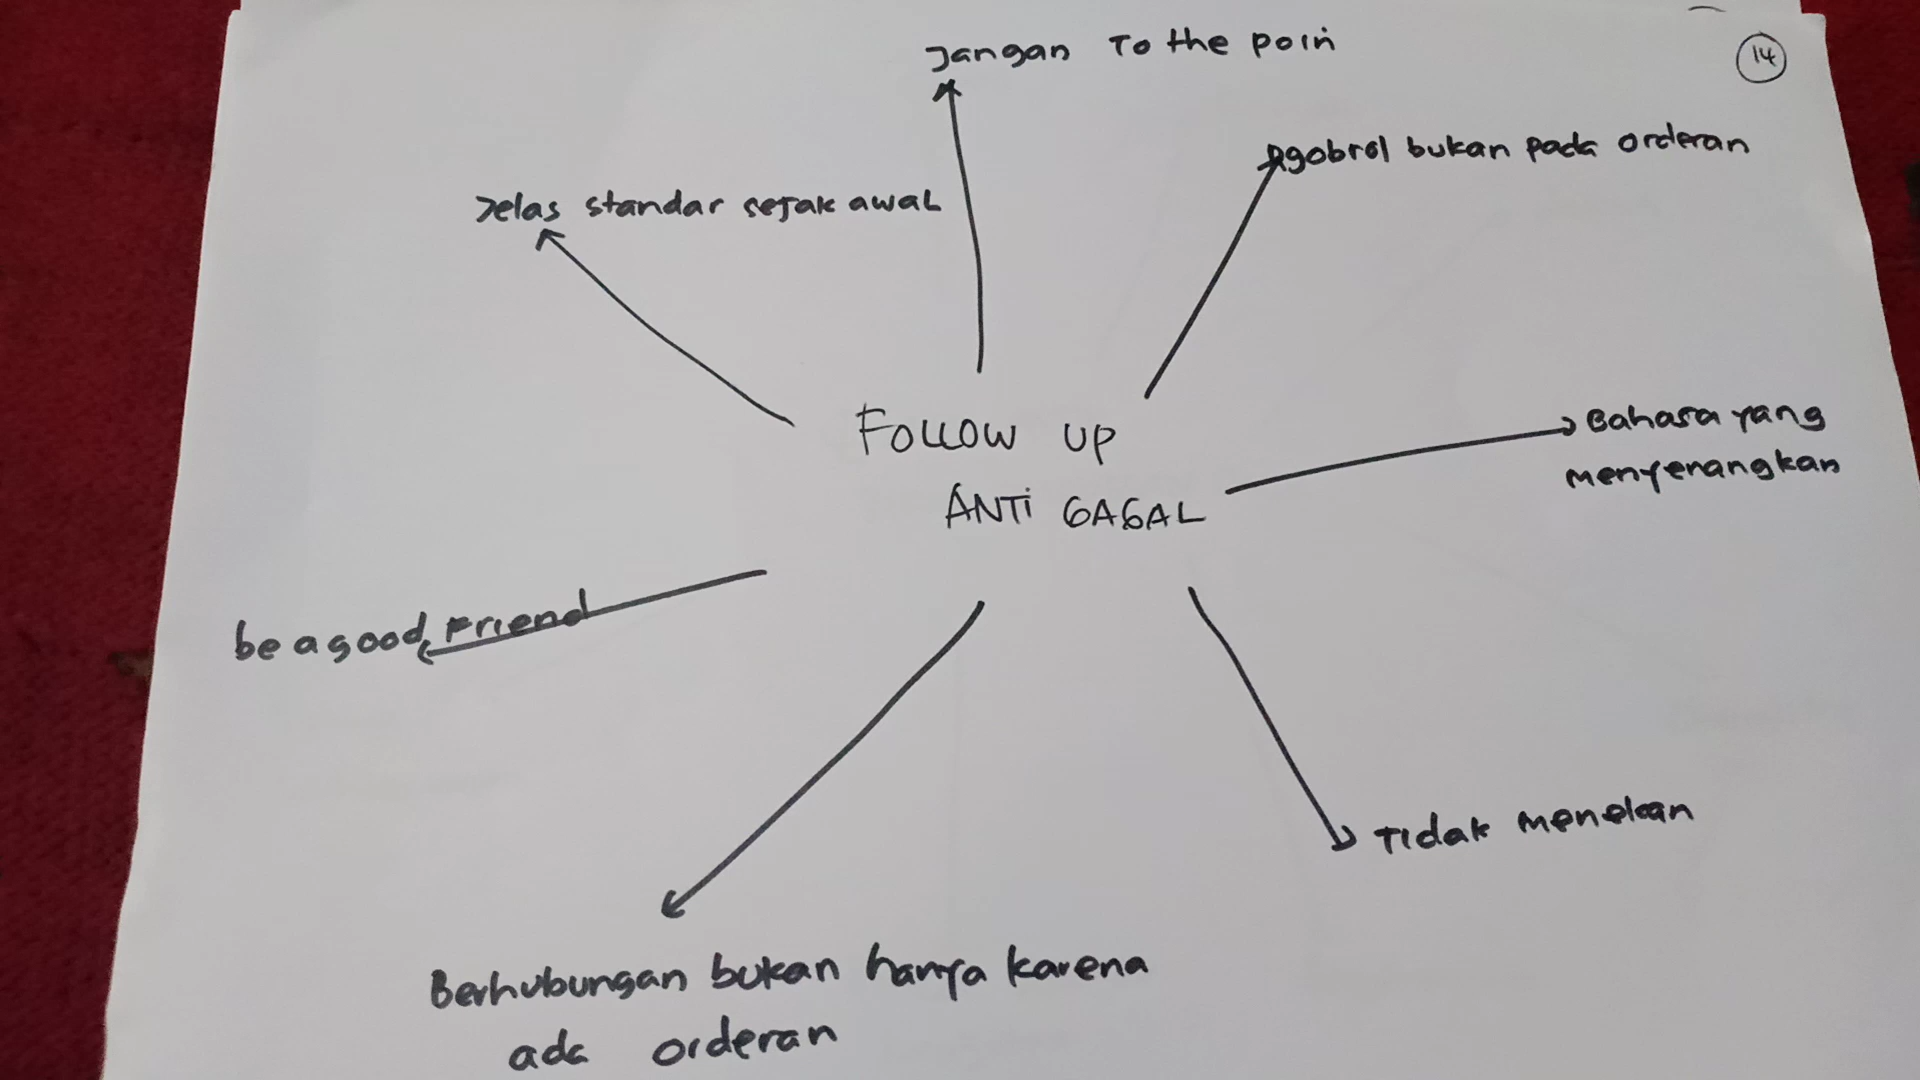 Jangan To the poin
14
Ngobrol bukan pada orderan
Jelas standar sejak awal
Follow up
Bahasa yang
menyenangkan
ANTi GAGAL
be a good Friend
Tidak menekan
Berhubungan bukan hanya karena
ada orderan